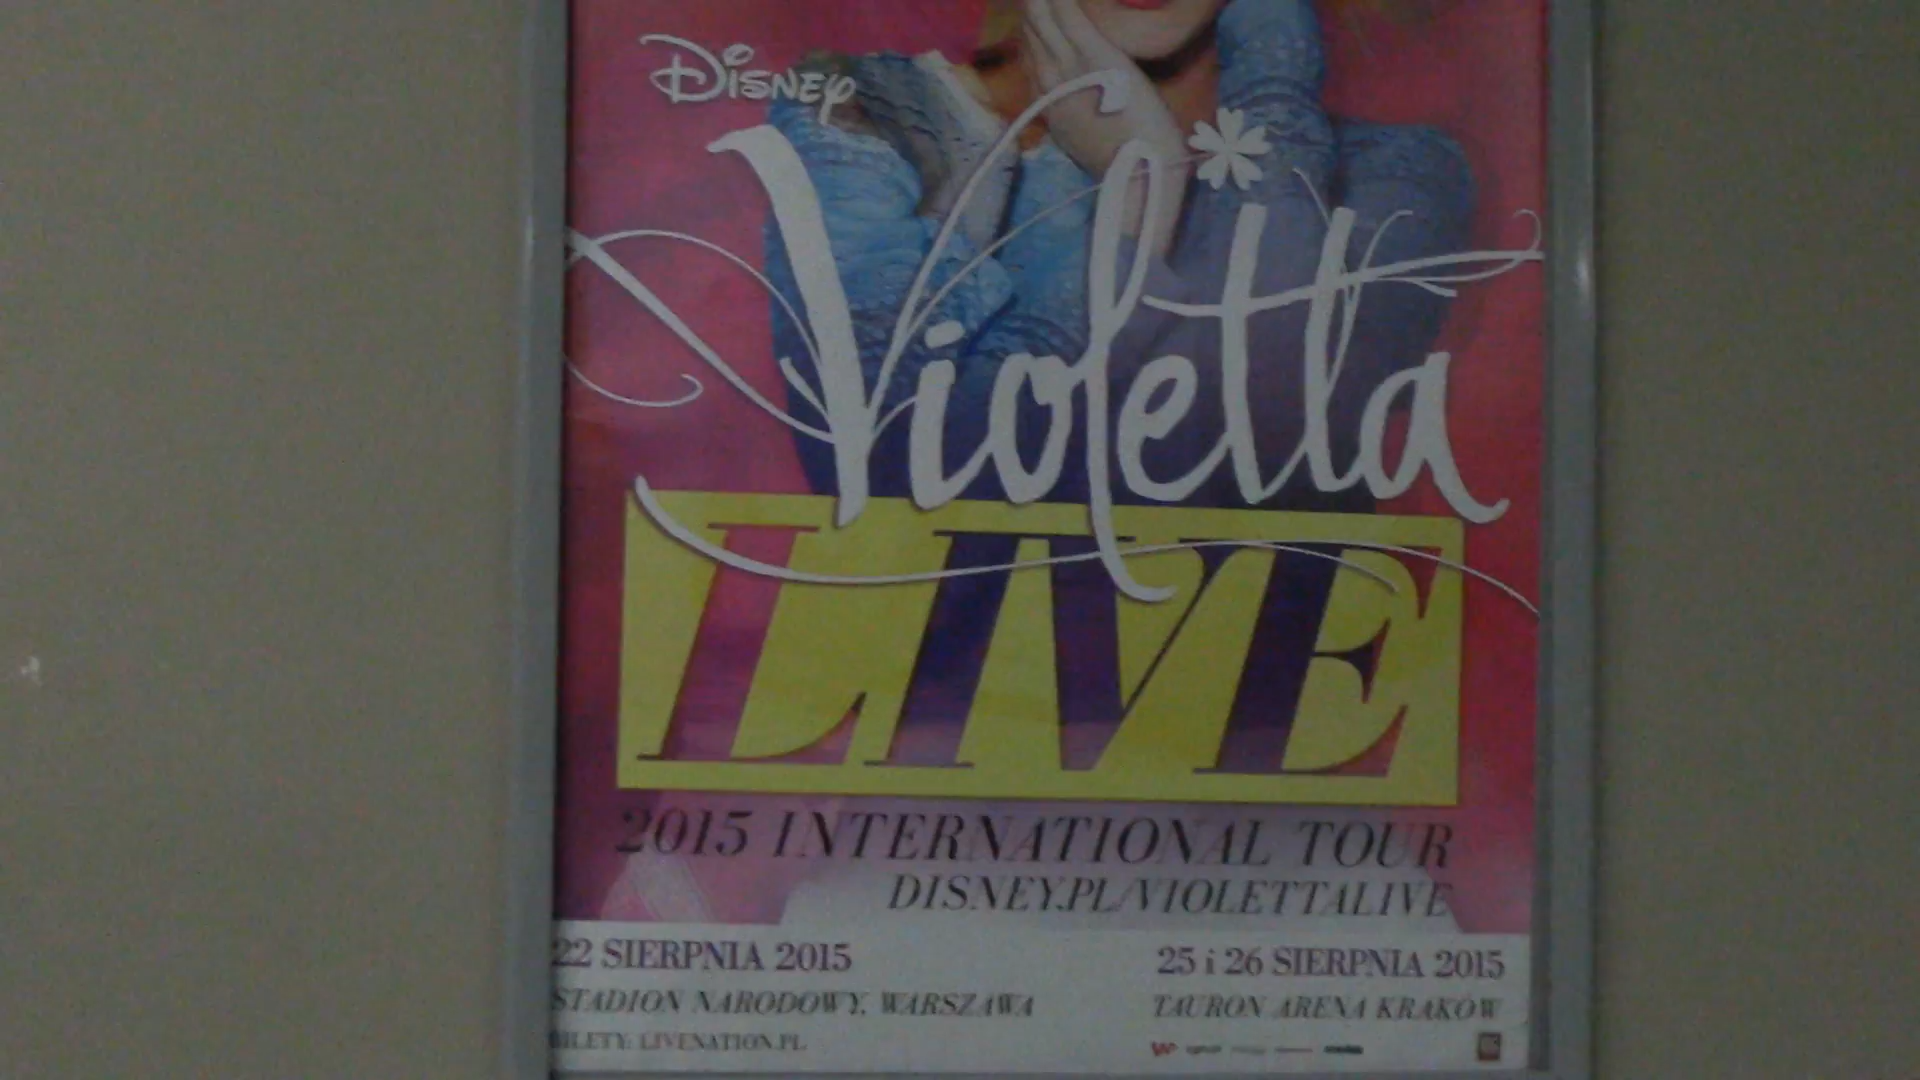 Disney
Violetta
LIVE
2015 INTERNATIONAL TOUR
DISNEY.PL/VIOLETTALIVE
22 SIERPNIA 2015
STADION NARODOWY, WARSZAWA
BILETY: LIVENATION.PL
25 i 26 SIERPNIA 2015
TAURON ARENA KRAKÓW